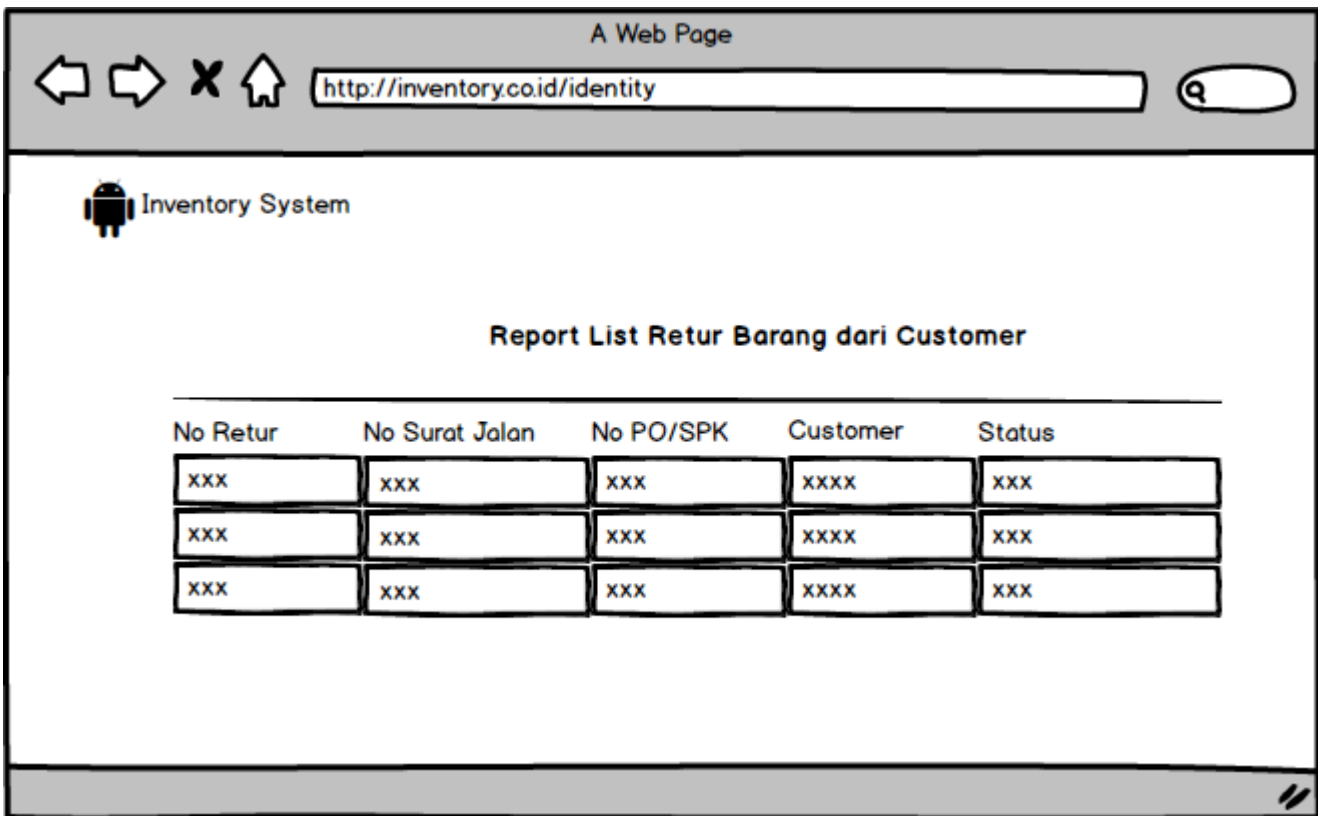 A Web Page
http://inventory.co.id/identity
Inventory System
Report List Retur Barang dari Customer
No Retur No Surat Jalan No PO/SPK Customer Status
xxx xxx xxx xxxx xxx
xxx xxx xxx xxxx xxx
xxx xxx xxx xxxx xxx